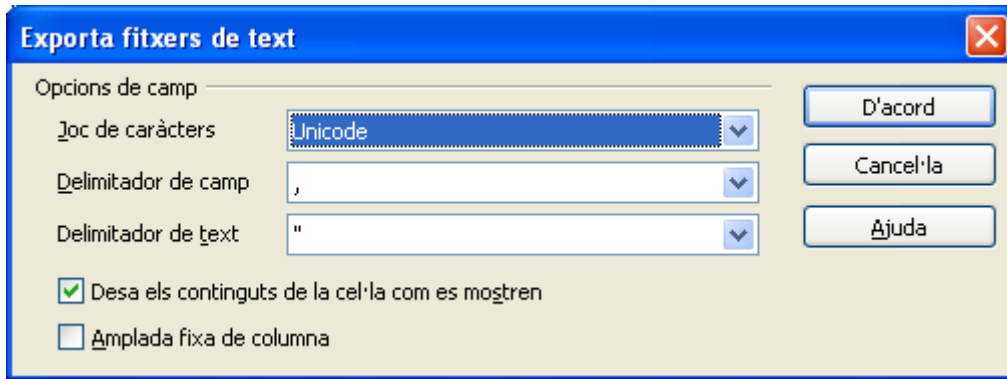 Exporta fitxers de text
Opcions de camp
Joc de caràcters
Unicode
D'acord
Delimitador de camp
,
Cancel·la
Delimitador de text
"
Ajuda
Desa els continguts de la cel·la com es mostren
Amplada fixa de columna